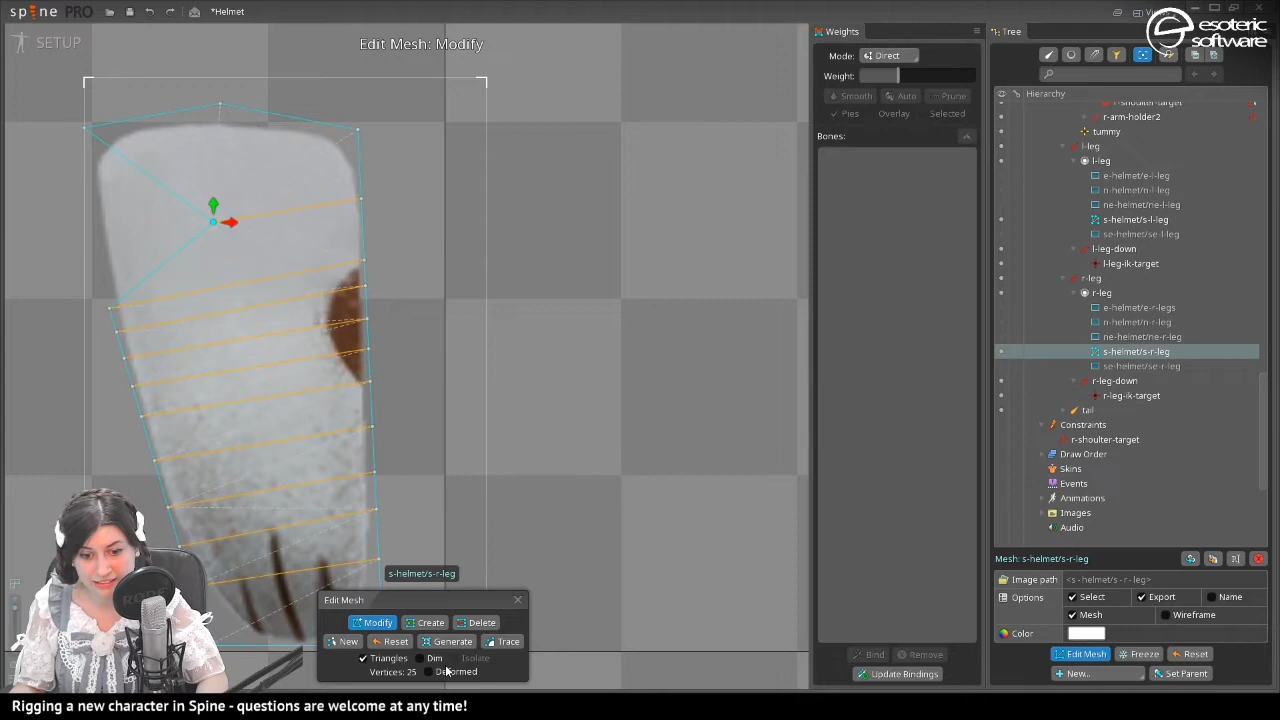 spine PRO
*Helmet
Views
esoteric
software
SETUP
Edit Mesh: Modify
Weights
Mode: Direct
Weight:
Smooth Auto Prune
Pies Overlay Selected
Bones:
Bind Remove
Update Bindings
Tree
Hierarchy
r-shoulter-target
r-arm-holder2
tummy
l-leg
l-leg
e-helmet/e-l-leg
n-helmet/n-l-leg
ne-helmet/ne-l-leg
s-helmet/s-l-leg
se-helmet/se-l-leg
l-leg-down
l-leg-ik-target
r-leg
r-leg
e-helmet/e-r-legs
n-helmet/n-r-leg
ne-helmet/ne-r-leg
s-helmet/s-r-leg
se-helmet/se-r-leg
r-leg-down
r-leg-ik-target
tail
Constraints
r-shoulter-target
Draw Order
Skins
Events
Animations
Images
Audio
Mesh: s-helmet/s-r-leg
Image path <s-helmet/s-r-leg>
Options Select Export Name
Mesh Wireframe
Color
Edit Mesh Freeze Reset
New... Set Parent
s-helmet/s-r-leg
Edit Mesh
Modify Create Delete
New Reset Generate Trace
Triangles Dim Isolate
Vertices: 25 Deformed
RODE
Rigging a new character in Spine - questions are welcome at any time!